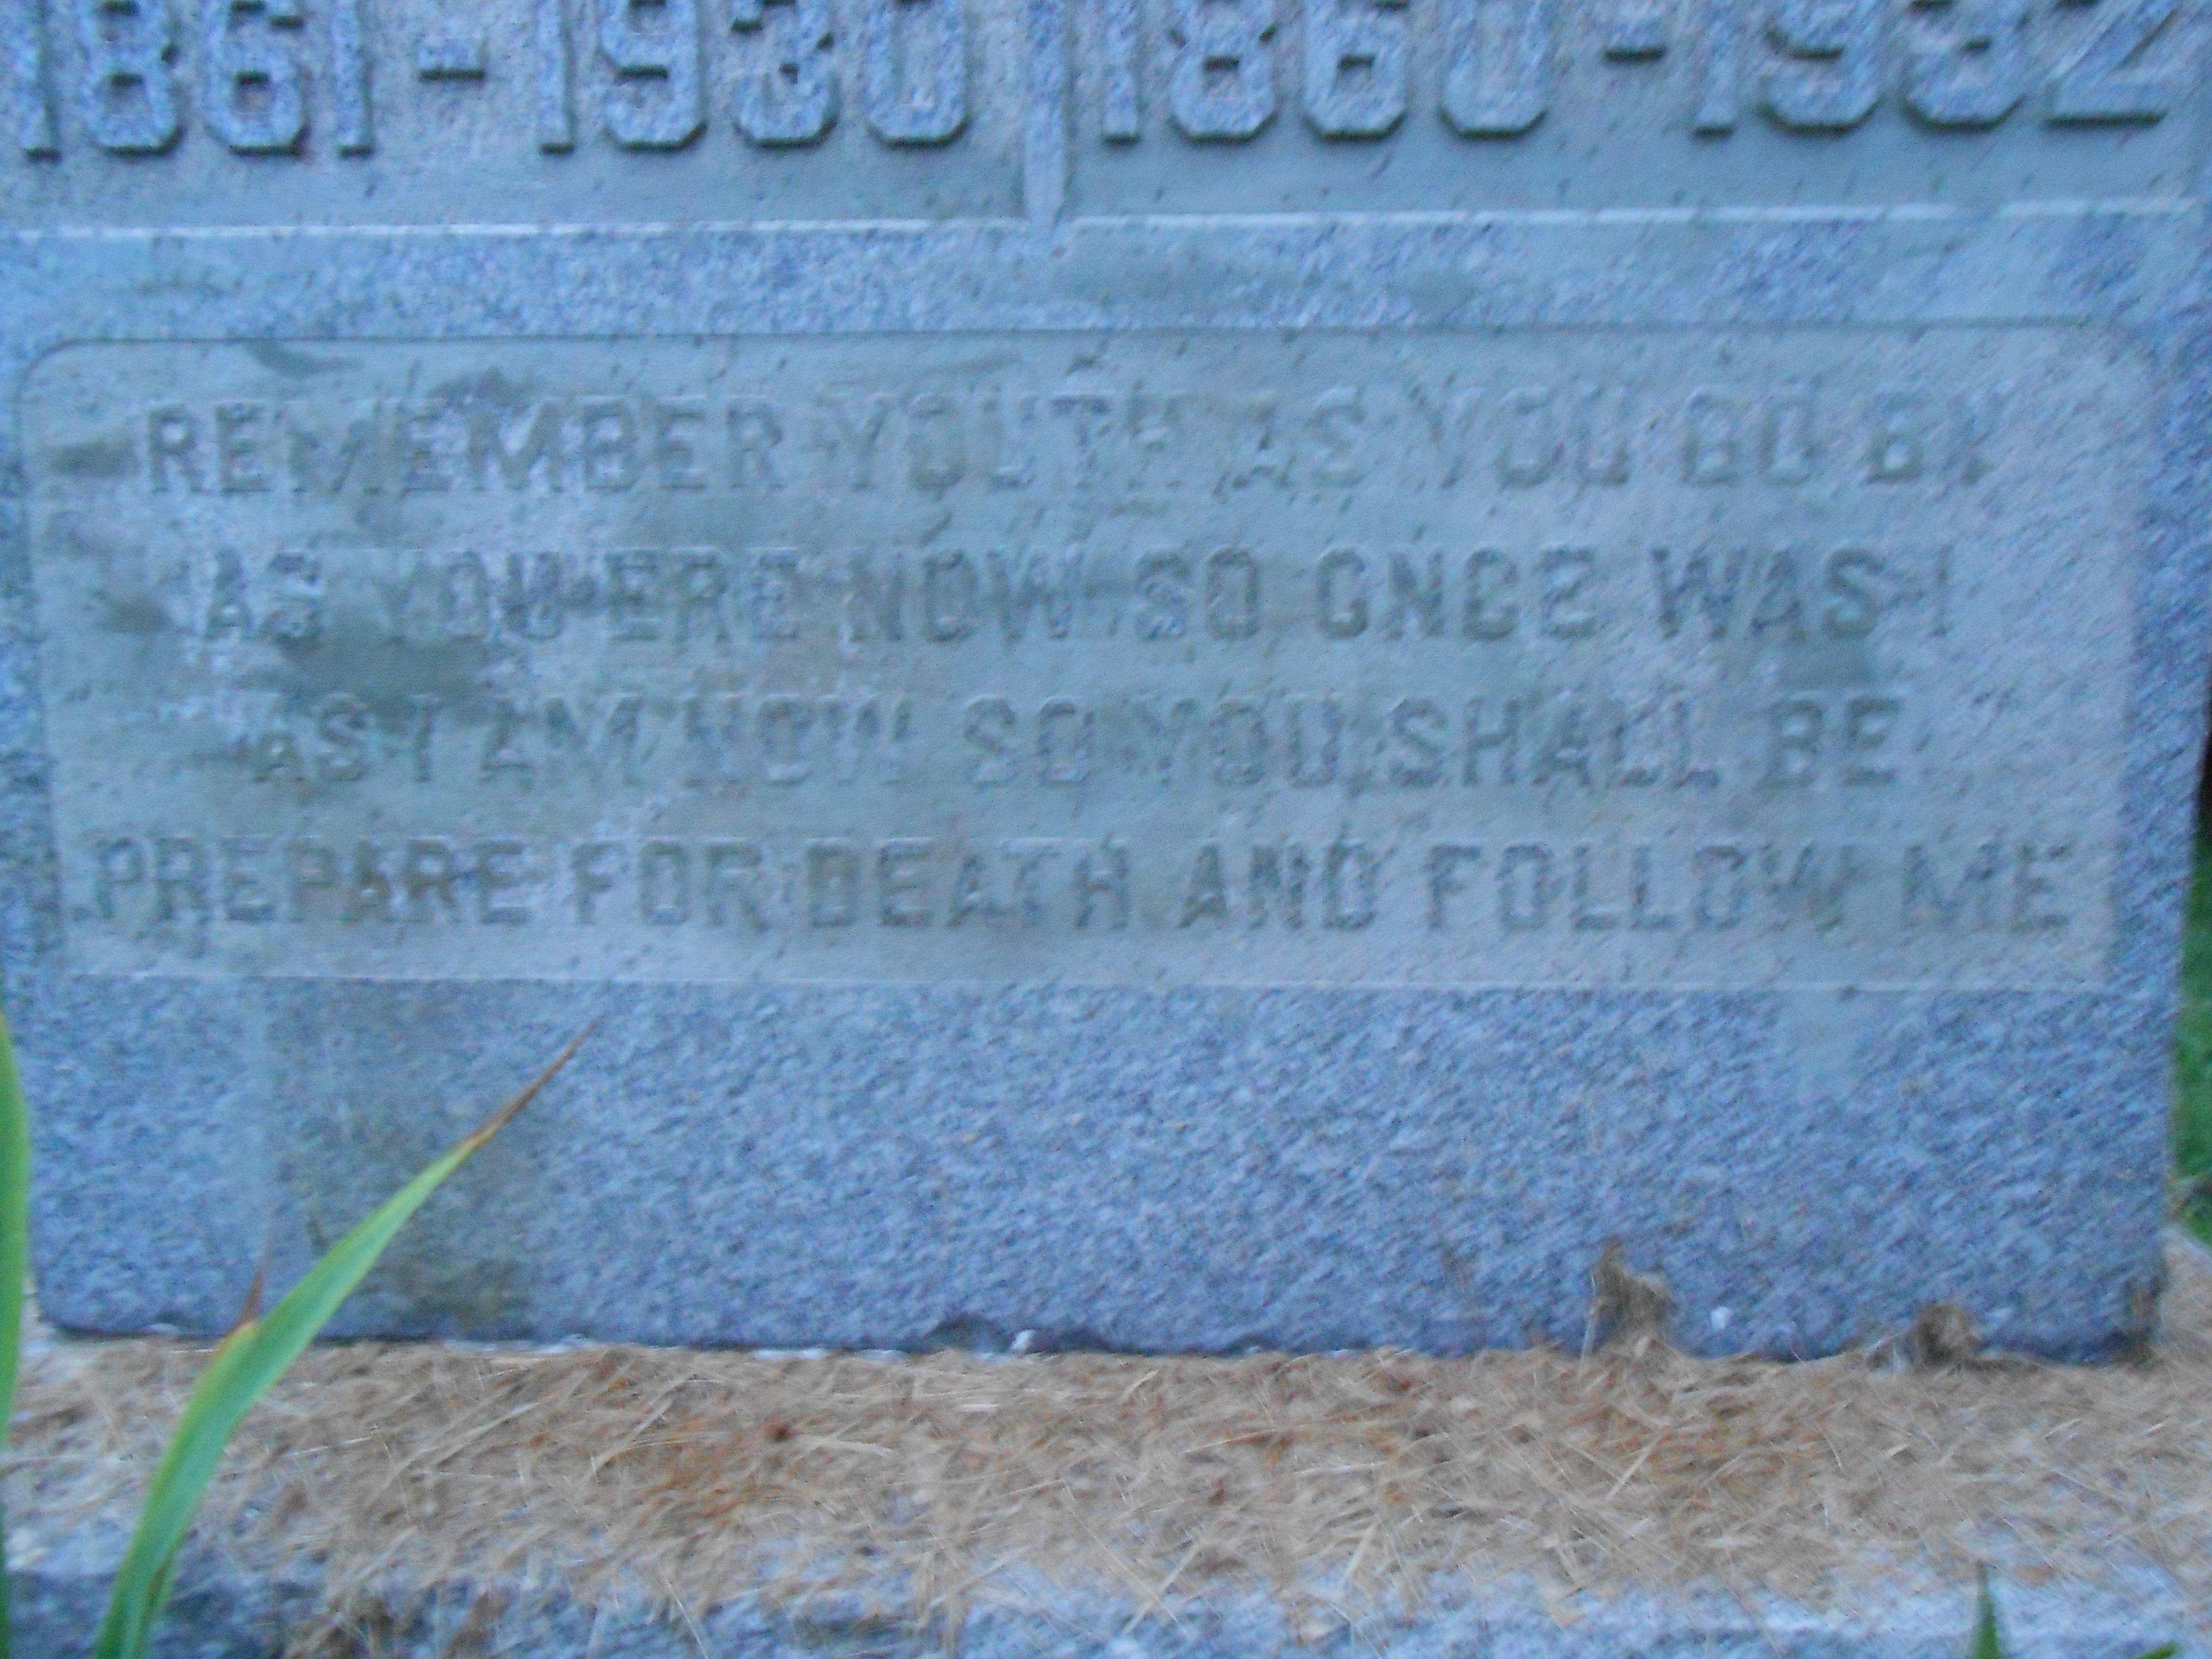 1861-1930 1860-1932
REMEMBER YOUTH AS YOU GO BY
AS YOU ERE NOW SO ONCE WAS I
AS I AM NOW SO YOU SHALL BE
PREPARE FOR DEATH AND FOLLOW ME